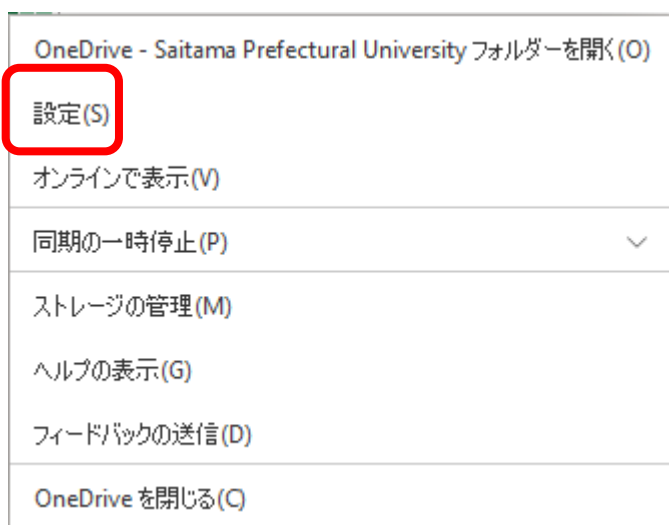 OneDrive - Saitama Prefectural University フォルダーを開く(O)
設定(S)
オンラインで表示(V)
同期の一時停止(P)
ストレージの管理(M)
ヘルプの表示(G)
フィードバックの送信(D)
OneDrive を閉じる(C)